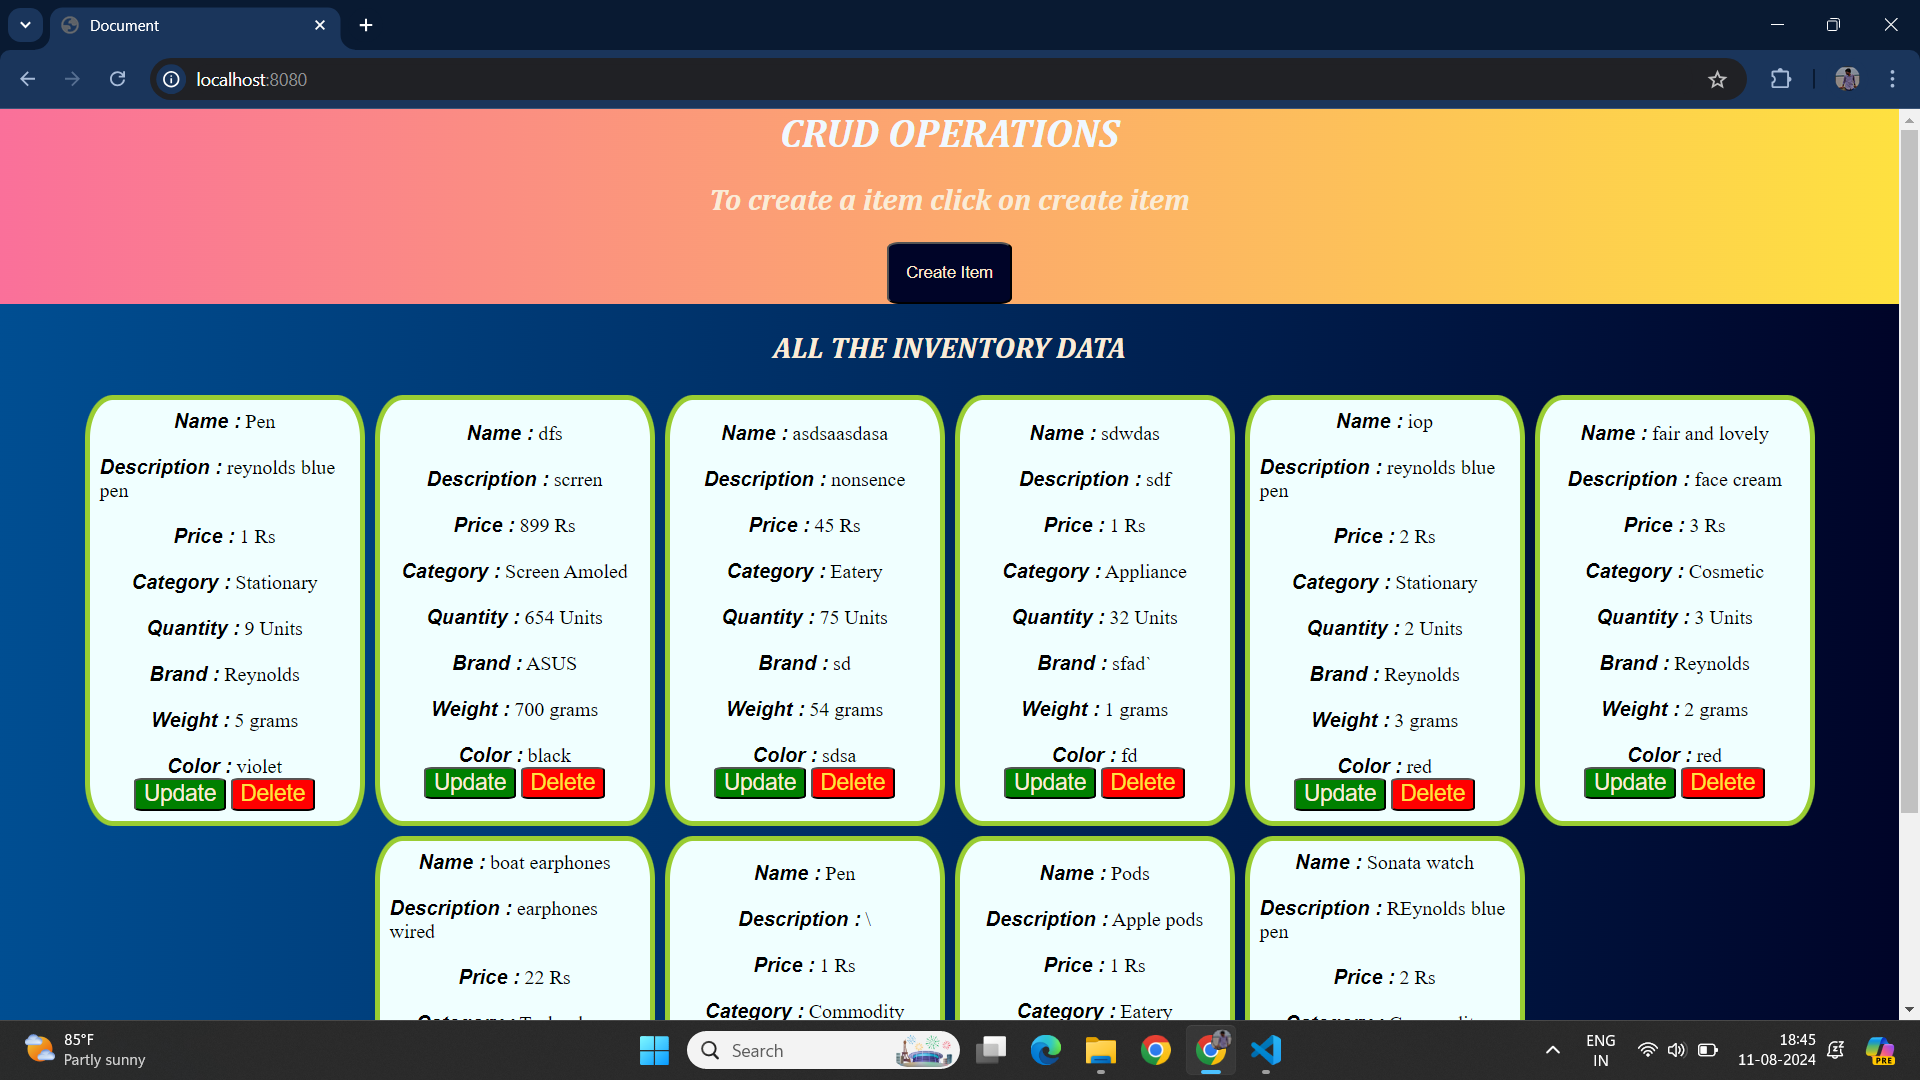 Document
localhost:8080
CRUD OPERATIONS
To create a item click on create item
Create Item
ALL THE INVENTORY DATA
Name : Pen
Description : reynolds blue
pen
Price : 1 Rs
Category : Stationary
Quantity : 9 Units
Brand : Reynolds
Weight : 5 grams
Color : violet
Update Delete
Name : dfs
Description : scrren
Price : 899 Rs
Category : Screen Amoled
Quantity : 654 Units
Brand : ASUS
Weight : 700 grams
Color : black
Update Delete
Name : asdsaasdasa
Description : nonsence
Price : 45 Rs
Category : Eatery
Quantity : 75 Units
Brand : sd
Weight : 54 grams
Color : sdsa
Update Delete
Name : sdwdas
Description : sdf
Price : 1 Rs
Category : Appliance
Quantity : 32 Units
Brand : sfad`
Weight : 1 grams
Color : fd
Update Delete
Name : iop
Description : reynolds blue
pen
Price : 2 Rs
Category : Stationary
Quantity : 2 Units
Brand : Reynolds
Weight : 3 grams
Color : red
Update Delete
Name : fair and lovely
Description : face cream
Price : 3 Rs
Category : Cosmetic
Quantity : 3 Units
Brand : Reynolds
Weight : 2 grams
Color : red
Update Delete
Name : boat earphones
Description : earphones
wired
Price : 22 Rs
Name : Pen
Description : \
Price : 1 Rs
Category : Commodity
Name : Pods
Description : Apple pods
Price : 1 Rs
Category : Eatery
Name : Sonata watch
Description : REynolds blue
pen
Price : 2 Rs
85°F
Partly sunny
Search
ENG
IN
18:45
11-08-2024
PRE